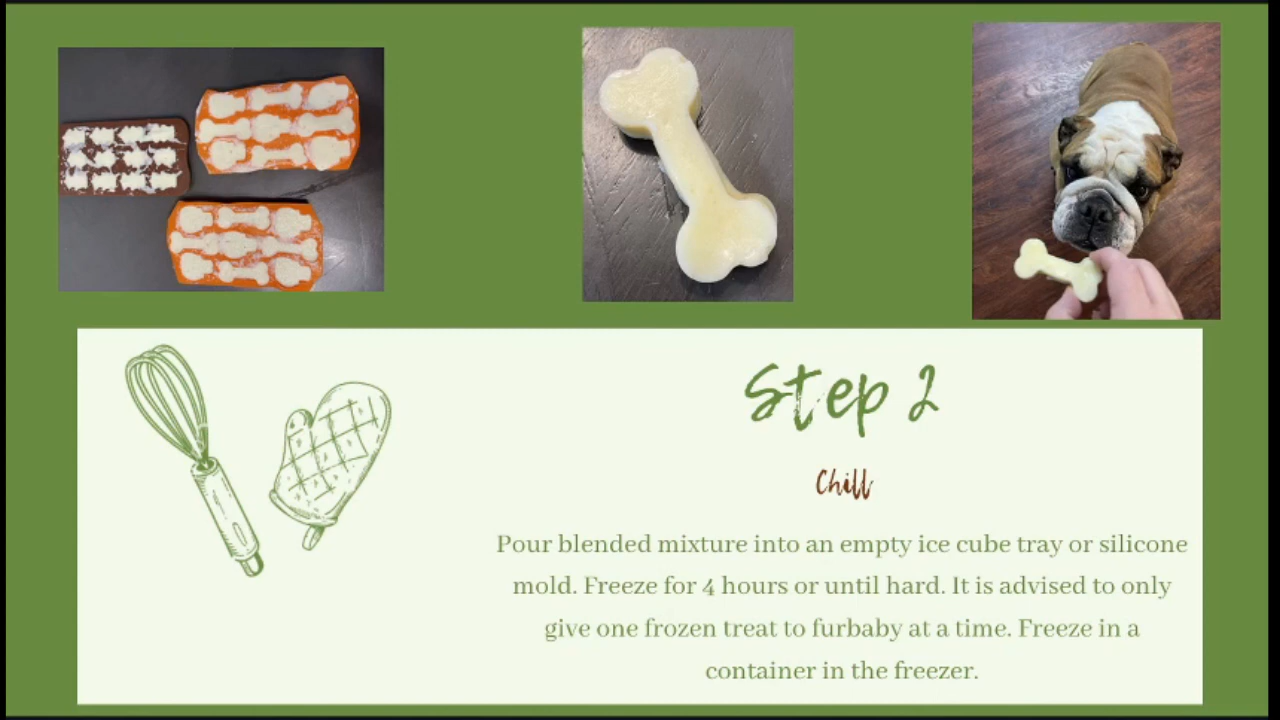 Step 2
Chill
Pour blended mixture into an empty ice cube tray or silicone
mold. Freeze for 4 hours or until hard. It is advised to only
give one frozen treat to furbaby at a time. Freeze in a
container in the freezer.